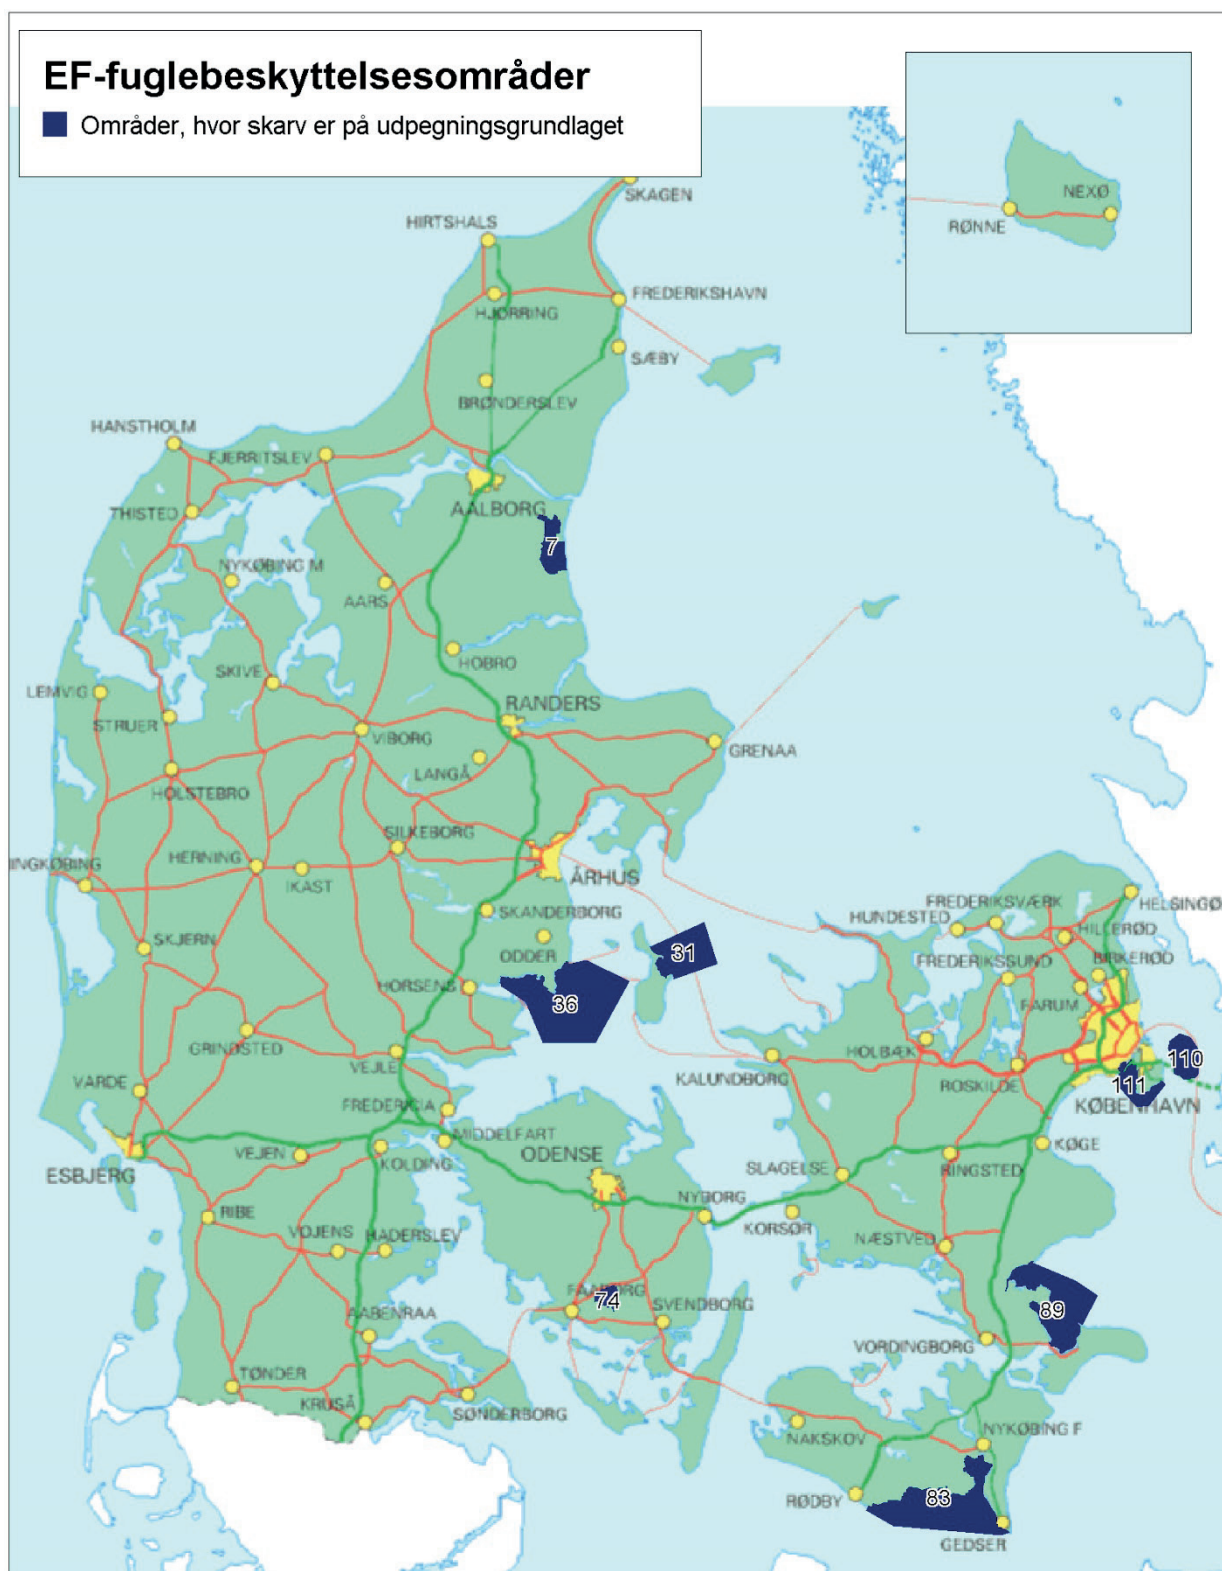 EF-fuglebeskyttelsesområder
Områder, hvor skarv er på udpegningsgrundlaget
SKAGEN
HIRTSHALS
NEXØ
RØNNE
FREDERIKSHAVN
HJØRRING
SÆBY
BRØNDERSLEV
HANSTHOLM
FJERRITSLEV
AALBORG
THISTED
7
NYKØBING M
AARS
HOBRO
SKIVE
LEMVIG
RANDERS
STRUER
VIBORG
GRENAA
LANGÅ
HOLSTEBRO
SILKEBORG
INGKØBING
HERNING
IKAST
ÅRHUS
SKANDERBORG
FREDERIKSVÆRK
HELSINGØ
HUNDESTED
HILLERØD
SKJERN
ODDER
31
FREDERIKSSUND
BIRKERØD
HORSENS
36
FARUM
GRINDSTED
HOLBÆK
VEJLE
KALUNDBORG
110
VARDE
ROSKILDE
111
FREDERICIA
KØBENHAVN
MIDDELFART
ODENSE
KØGE
ESBJERG
VEJEN
KOLDING
SLAGELSE
RINGSTED
RIBE
NYBORG
KORSØR
VOJENS
HADERSLEV
NÆSTVED
FAABORG
74
SVENDBORG
89
AABENRAA
VORDINGBORG
TØNDER
KRUSÅ
SØNDERBORG
NAKSKOV
NYKØBING F
RØDBY
83
GEDSER